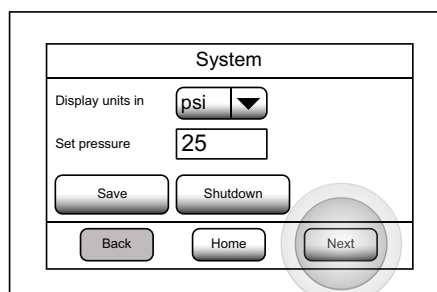 System
Display units in psi
Set pressure 25
Save Shutdown
Back Home Next